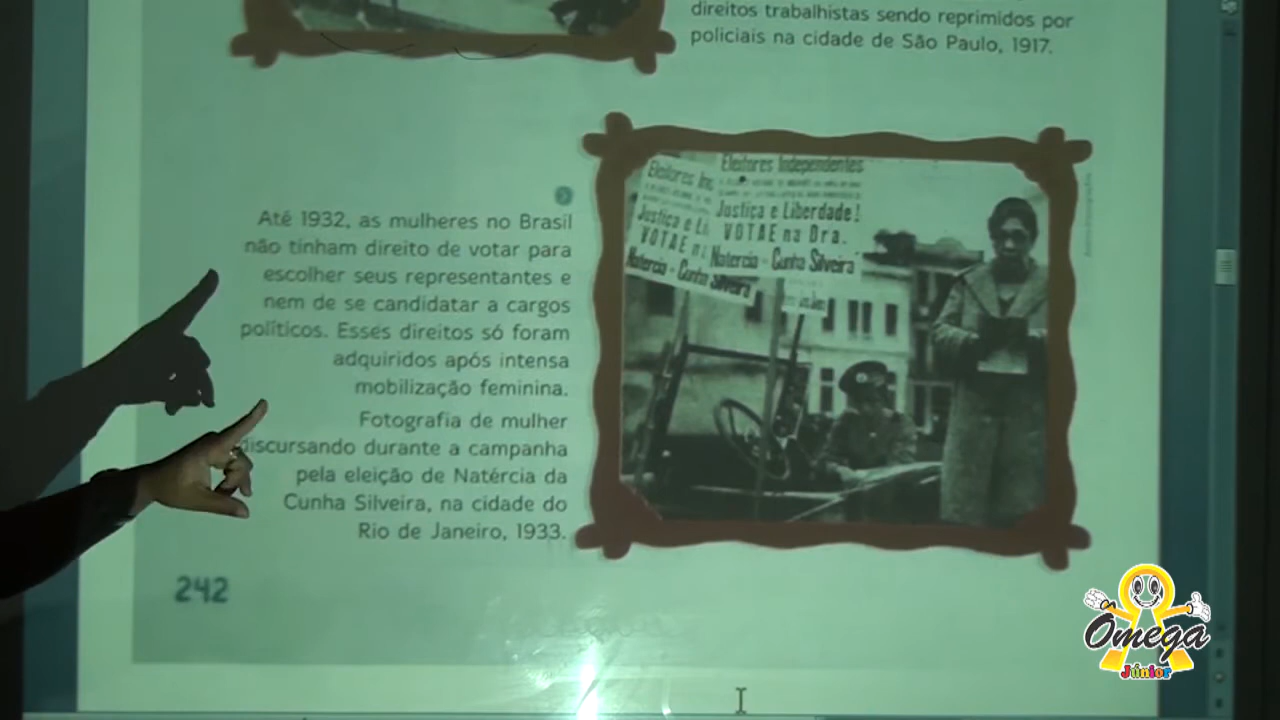 direitos trabalhistas sendo reprimidos por
policiais na cidade de São Paulo, 1917.
Até 1932, as mulheres no Brasil
não tinham direito de votar para
escolher seus representantes e
nem de se candidatar a cargos
políticos. Esses direitos só foram
adquiridos após intensa
mobilização feminina.
Fotografia de mulher
discursando durante a campanha
pela eleição de Natércia da
Cunha Silveira, na cidade do
Rio de Janeiro, 1933.
242
Eleitores
Justiça e
VOTAE
Natercia - Cunha Silveira
Eleitores Independentes
Justiça e Liberdade!
VOTAE na Dra.
Natercia - Cunha Silveira
Omega
Júnior